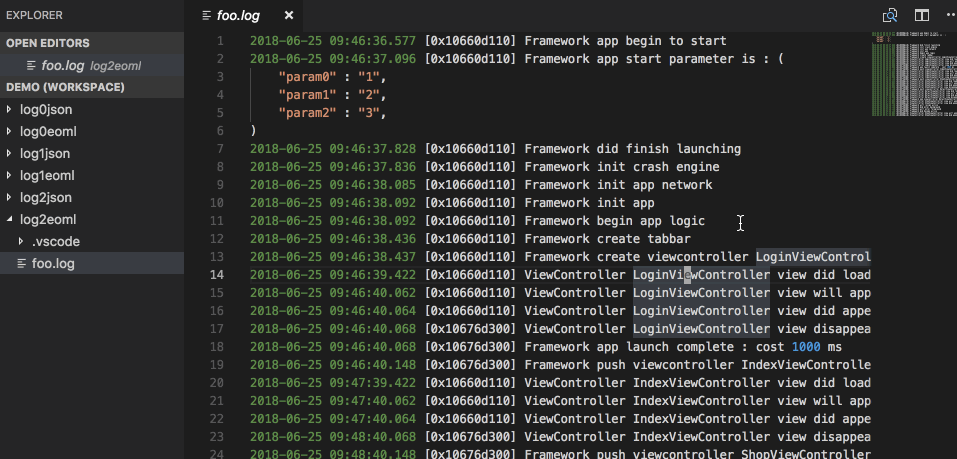 EXPLORER
OPEN EDITORS
foo.log log2eoml
DEMO (WORKSPACE)
log0json
log0eoml
log1json
log1eoml
log2json
log2eoml
.vscode
foo.log
foo.log
1 2018-06-25 09:46:36.577 [0x10660d110] Framework app begin to start
2 2018-06-25 09:46:37.096 [0x10660d110] Framework app start parameter is : (
3 "param0" : "1",
4 "param1" : "2",
5 "param2" : "3",
6 )
7 2018-06-25 09:46:37.828 [0x10660d110] Framework did finish launching
8 2018-06-25 09:46:37.836 [0x10660d110] Framework init crash engine
9 2018-06-25 09:46:38.085 [0x10660d110] Framework init app network
10 2018-06-25 09:46:38.092 [0x10660d110] Framework init app
11 2018-06-25 09:46:38.092 [0x10660d110] Framework begin app logic
12 2018-06-25 09:46:38.436 [0x10660d110] Framework create tabbar
13 2018-06-25 09:46:38.437 [0x10660d110] Framework create viewcontroller LoginViewControl
14 2018-06-25 09:46:39.422 [0x10660d110] ViewController LoginViewController view did load
15 2018-06-25 09:46:40.062 [0x10660d110] ViewController LoginViewController view will app
16 2018-06-25 09:46:40.064 [0x10660d110] ViewController LoginViewController view did appe
17 2018-06-25 09:46:40.068 [0x10676d300] ViewController LoginViewController view disappea
18 2018-06-25 09:46:40.068 [0x10676d300] Framework app launch complete : cost 1000 ms
19 2018-06-25 09:46:40.148 [0x10676d300] Framework push viewcontroller IndexViewControlle
20 2018-06-25 09:47:39.422 [0x10660d110] ViewController IndexViewController view did load
21 2018-06-25 09:47:40.062 [0x10660d110] ViewController IndexViewController view will app
22 2018-06-25 09:47:40.064 [0x10660d110] ViewController IndexViewController view did appe
23 2018-06-25 09:48:40.068 [0x10676d300] ViewController IndexViewController view disappea
24 2018-06-25 09:48:40.148 [0x10676d300] Framework push viewcontroller ShopViewController